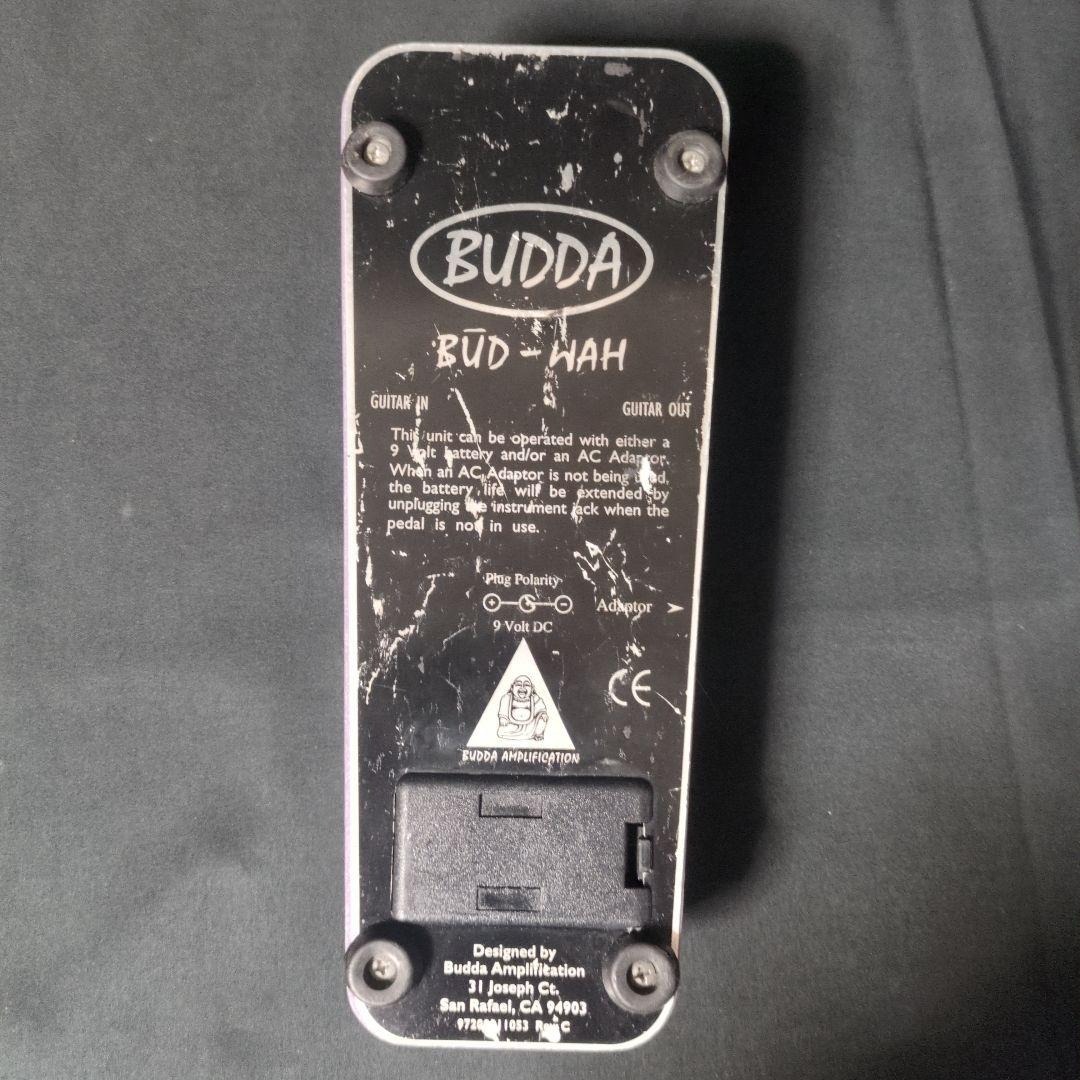 BUDDA
BŪD - WAH
GUITAR IN
GUITAR OUT
This unit can be operated with either a
9 Volt battery and/or an AC Adaptor.
When an AC Adaptor is not being used,
the battery life will be extended by
unplugging the instrument jack when the
pedal is not in use.
Plug Polarity
+ -
Adaptor
9 Volt DC
CE
BUDDA AMPLIFICATION
Designed by
Budda Amplification
31 Joseph Ct.
San Rafael, CA 94903
Rev C